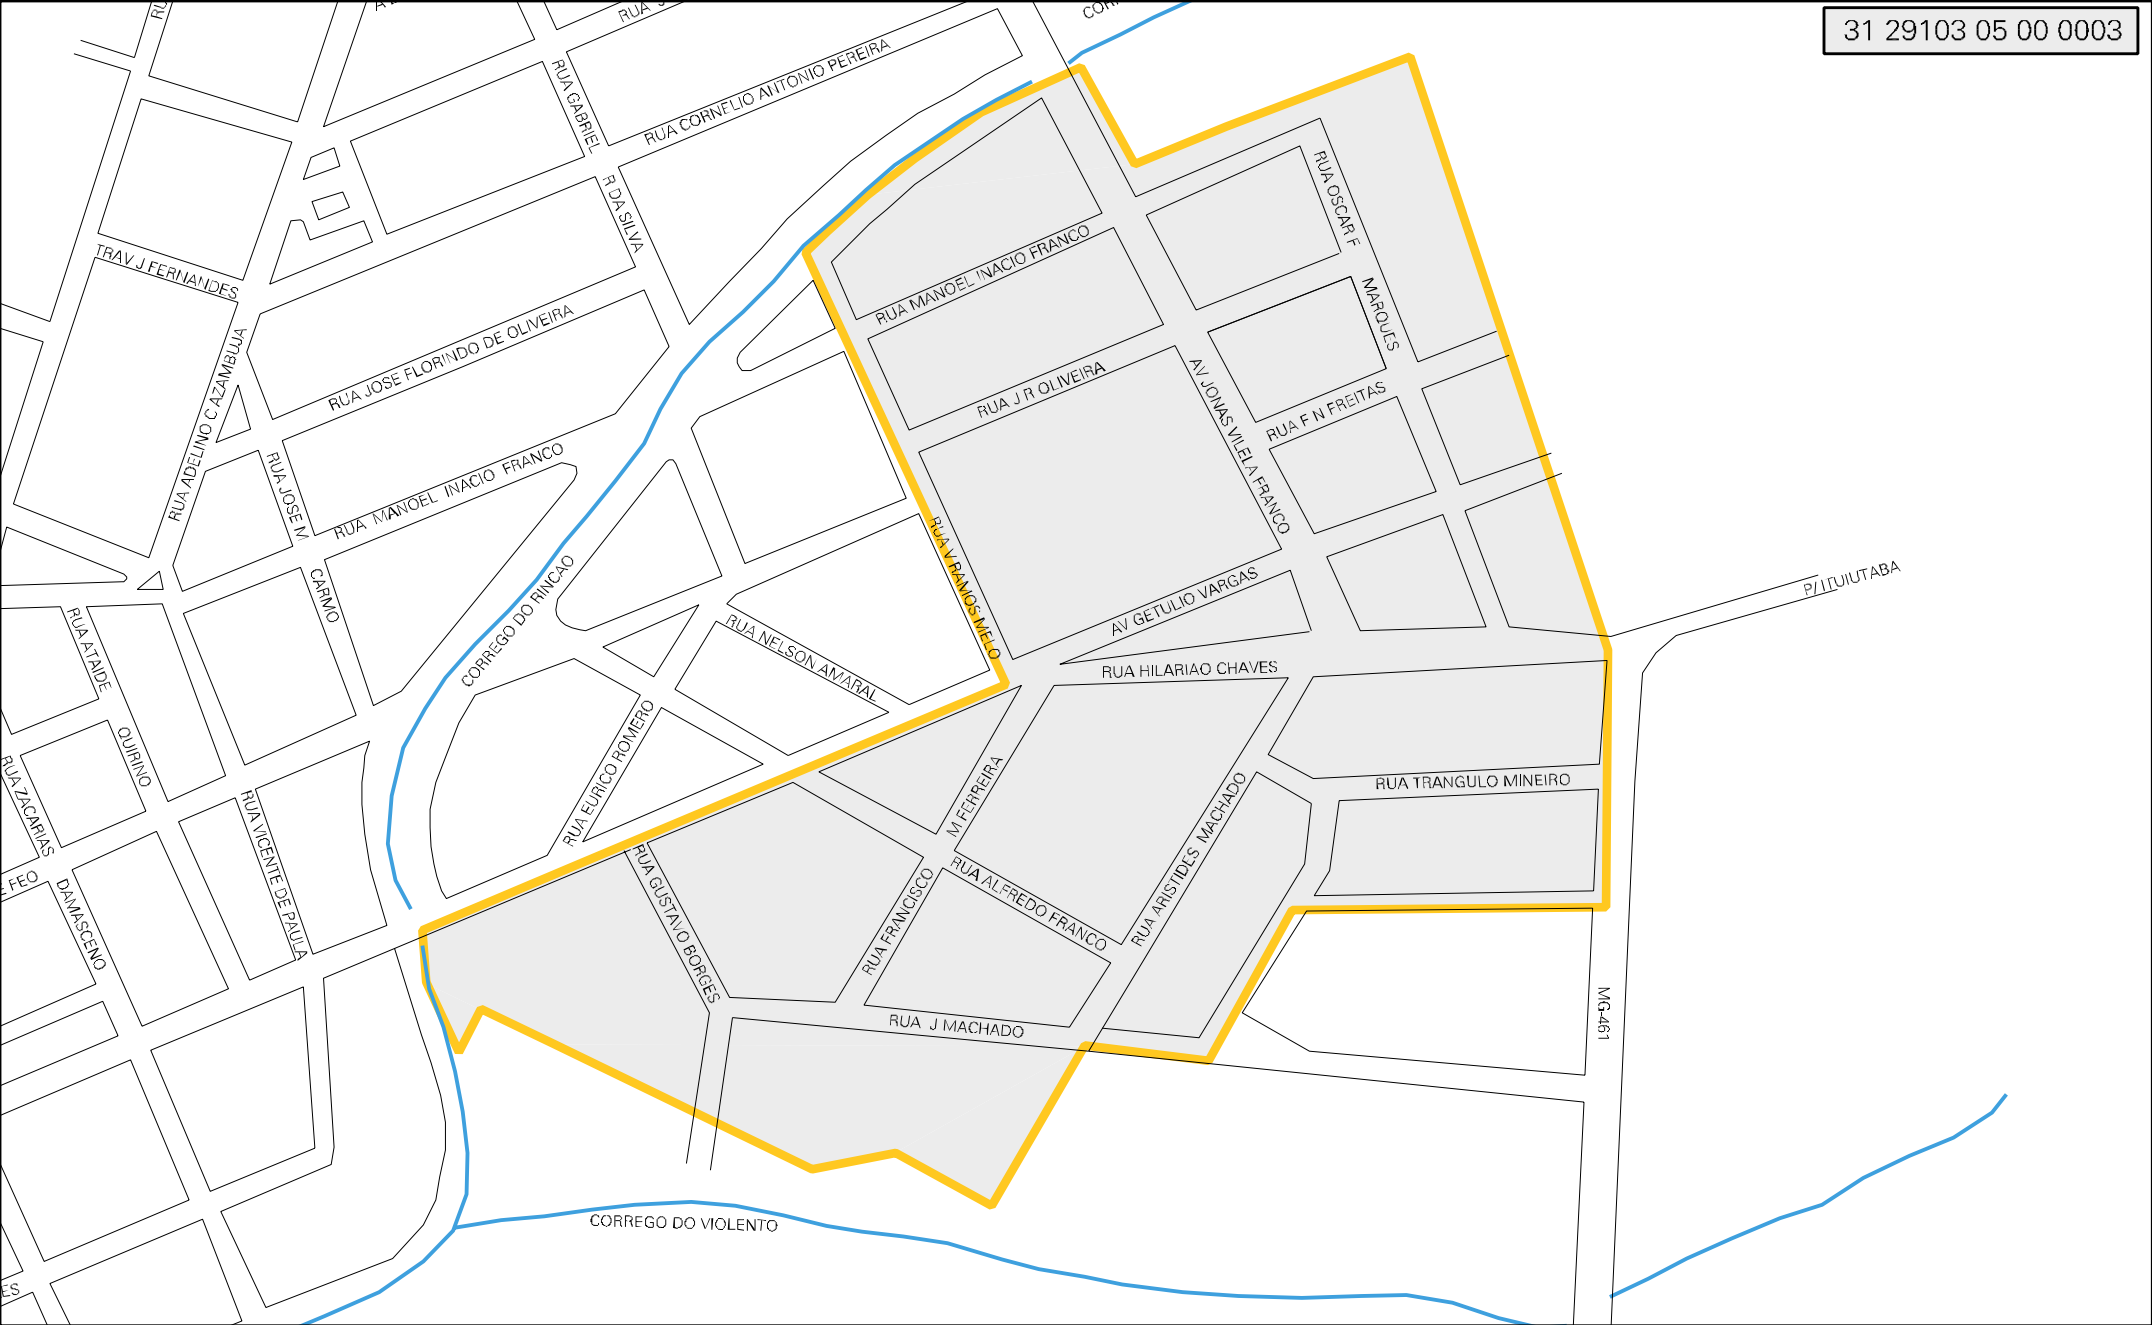 31 29103 05 00 0003
RUA GABRIEL
RUA CORNELIO ANTONIO PEREIRA
R DA SILVA
RUA OSCAR F
TRAV J FERNANDES
RUA MANOEL INACIO FRANCO
MARQUES
RUA JOSE FLORINDO DE OLIVEIRA
RUA ADELINO C AZAMBUJA
RUA J R OLIVEIRA
AV JONAS VILELA FRANCO
RUA F N FREITAS
RUA JOSE M
RUA MANOEL INACIO FRANCO
RUA V RAMOS MELO
CARMO
CORREGO DO RINCAO
AV GETULIO VARGAS
P/ ITUIUTABA
RUA ATAIDE
RUA NELSON AMARAL
RUA HILARIAO CHAVES
QUIRINO
RUA EURICO ROMERO
RUA ZACARIAS
M FERREIRA
RUA TRANGULO MINEIRO
RUA VICENTE DE PAULA
RUA ARISTIDES MACHADO
RUA GUSTAVO BORGES
RUA ALFREDO FRANCO
RUA FRANCISCO
FEO
DAMASCENO
RUA J MACHADO
MG-461
CORREGO DO VIOLENTO
ES